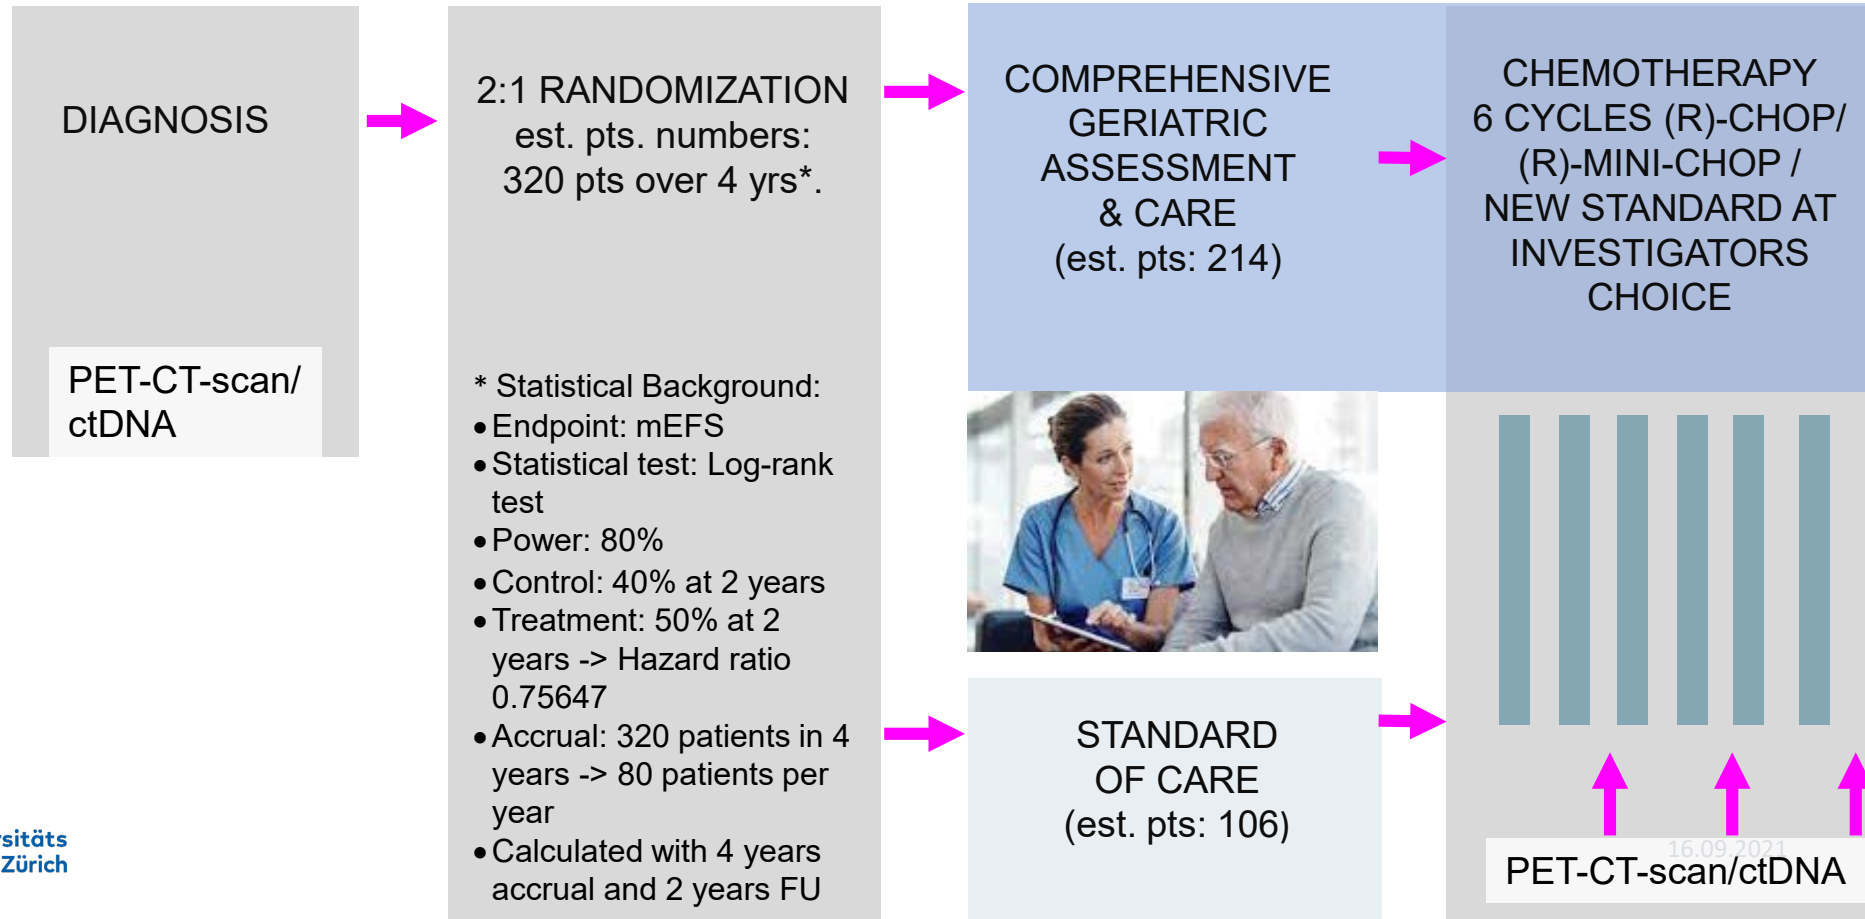 DIAGNOSIS
PET-CT-scan/
ctDNA
2:1 RANDOMIZATION
est. pts. numbers:
320 pts over 4 yrs*.
* Statistical Background:
• Endpoint: mEFS
• Statistical test: Log-rank
test
• Power: 80%
• Control: 40% at 2 years
• Treatment: 50% at 2
years -> Hazard ratio
0.75647
• Accrual: 320 patients in 4
years -> 80 patients per
year
• Calculated with 4 years
accrual and 2 years FU
COMPREHENSIVE
GERIATRIC
ASSESSMENT
& CARE
(est. pts: 214)
STANDARD
OF CARE
(est. pts: 106)
CHEMOTHERAPY
6 CYCLES (R)-CHOP/
(R)-MINI-CHOP /
NEW STANDARD AT
INVESTIGATORS
CHOICE
16.09.2021
PET-CT-scan/ctDNA
rsitäts
Zürich